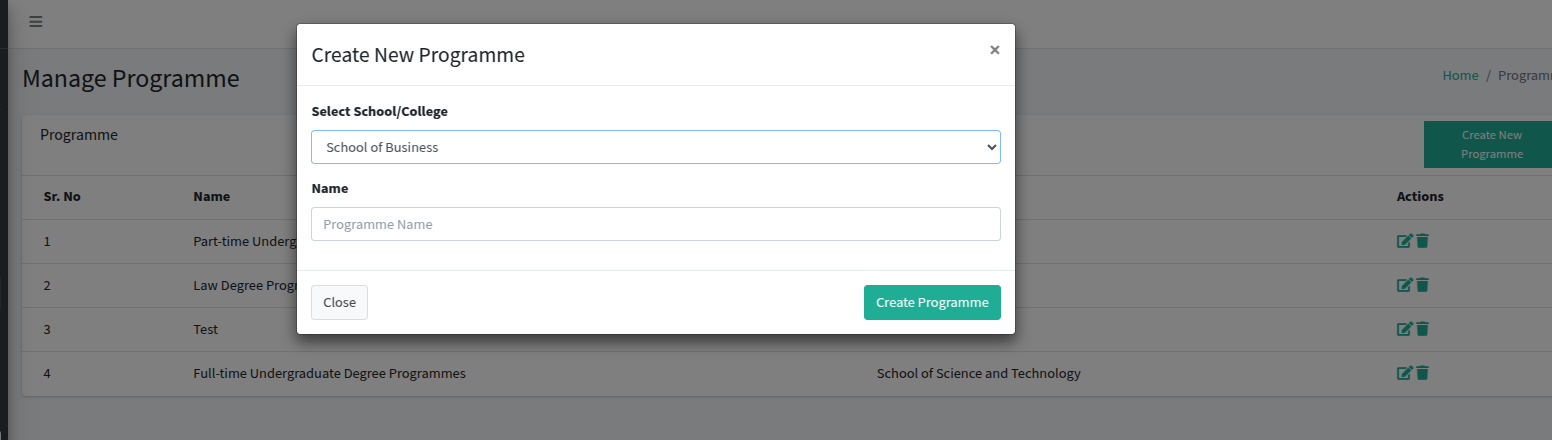 Create New Programme ×
Manage Programme
Home / Program
Select School/College
Programme
School of Business
Create New
Programme
Name
Sr. No Name Actions
Programme Name
1 Part-time Underg
2 Law Degree Progr
Close Create Programme
3 Test
4 Full-time Undergraduate Degree Programmes School of Science and Technology